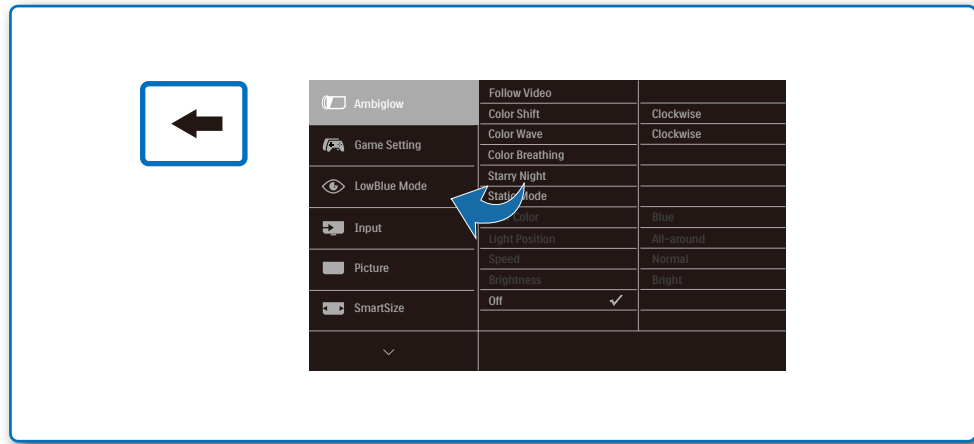 Ambiglow
Game Setting
LowBlue Mode
Input
Picture
SmartSize
Follow Video
Color Shift Clockwise
Color Wave Clockwise
Color Breathing
Starry Night
Static Mode
Color Blue
Light Position All-around
Speed Normal
Brightness Bright
Off